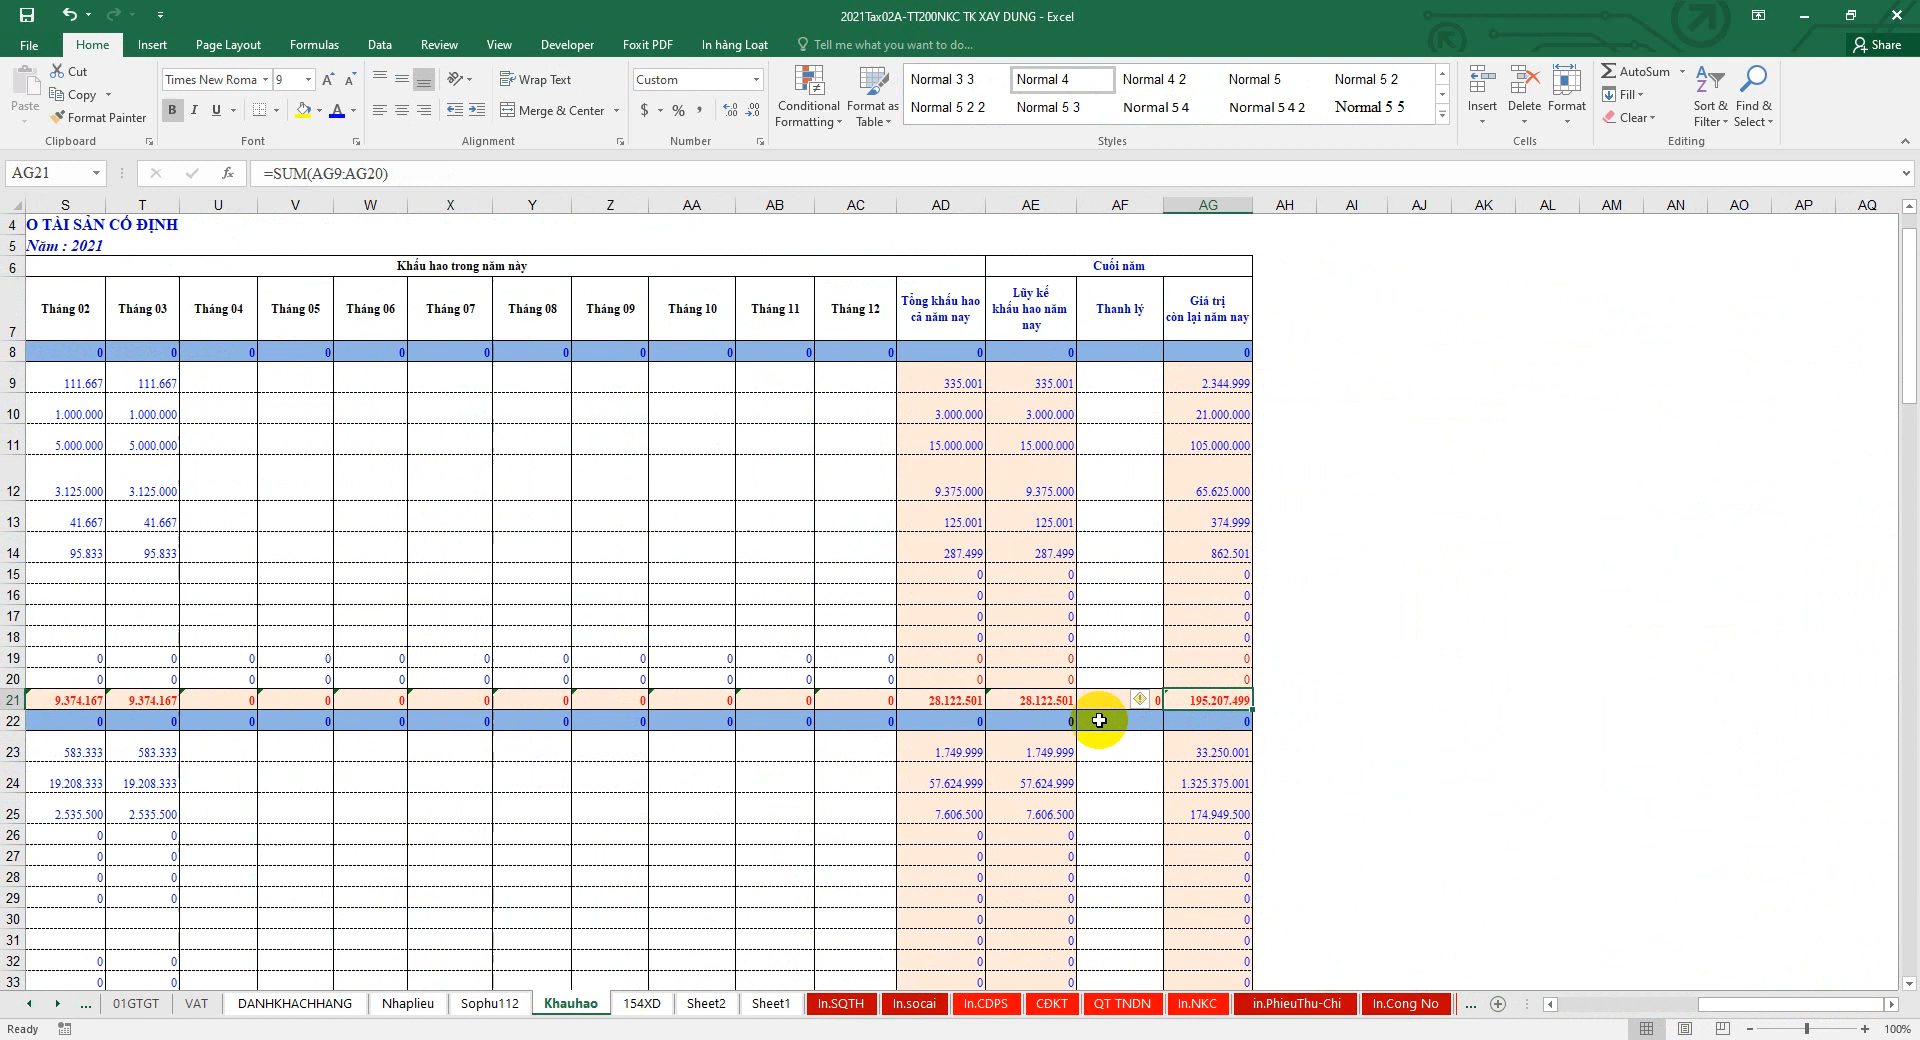 2021Tax02A-TT200NKC TK XAY DUNG - Excel
File Home Insert Page Layout Formulas Data Review View Developer Foxit PDF In hàng Loạt Tell me what you want to do... Share
Paste Cut Copy Format Painter Clipboard
Times New Roma 9 B I U A Font
Wrap Text Merge & Center Alignment
Custom $ % Number
Conditional Formatting Format as Table
Normal 3 3 Normal 4 Normal 4 2 Normal 5 Normal 5 2
Normal 5 2 2 Normal 5 3 Normal 5 4 Normal 5 4 2 Normal 5 5
Styles
Insert Delete Format Cells
AutoSum Fill Clear Sort & Filter Find & Select Editing
AG21 fx =SUM(AG9:AG20)
S T U V W X Y Z AA AB AC AD AE AF AG AH AI AJ AK AL AM AN AO AP AQ
4 O TÀI SẢN CỐ ĐỊNH
5 Năm : 2021
6 Khấu hao trong năm này Cuối năm
7 Tháng 02 Tháng 03 Tháng 04 Tháng 05 Tháng 06 Tháng 07 Tháng 08 Tháng 09 Tháng 10 Tháng 11 Tháng 12 Tổng khấu hao cả năm nay Lũy kế khấu hao năm nay Thanh lý Giá trị còn lại năm nay
8 0 0 0 0 0 0 0 0 0 0 0 0 0 0
9 111.667 111.667 335.001 335.001 2.344.999
10 1.000.000 1.000.000 3.000.000 3.000.000 21.000.000
11 5.000.000 5.000.000 15.000.000 15.000.000 105.000.000
12 3.125.000 3.125.000 9.375.000 9.375.000 65.625.000
13 41.667 41.667 125.001 125.001 374.999
14 95.833 95.833 287.499 287.499 862.501
15 0 0 0
16 0 0 0
17 0 0 0
18 0 0 0
19 0 0 0 0 0 0 0 0 0 0 0 0 0 0
20 0 0 0 0 0 0 0 0 0 0 0 0 0 0
21 9.374.167 9.374.167 0 0 0 0 0 0 0 0 0 28.122.501 28.122.501 0 195.207.499
22 0 0 0 0 0 0 0 0 0 0 0 0 0 0
23 583.333 583.333 1.749.999 1.749.999 33.250.001
24 19.208.333 19.208.333 57.624.999 57.624.999 1.325.375.001
25 2.535.500 2.535.500 7.606.500 7.606.500 174.949.500
26 0 0 0 0 0
27 0 0 0 0 0
28 0 0 0 0 0
29 0 0 0 0 0
30 0 0 0
31 0 0 0
32 0 0 0 0 0
33 0 0 0 0 0
... 01GTGT VAT DANHKHACHHANG Nhaplieu Sophu112 Khauhao 154XD Sheet2 Sheet1 In.SQTH In.socai In.CDPS CĐKT QT TNDN In.NKC in.PhieuThu-Chi In.Cong No ...
Ready 100%